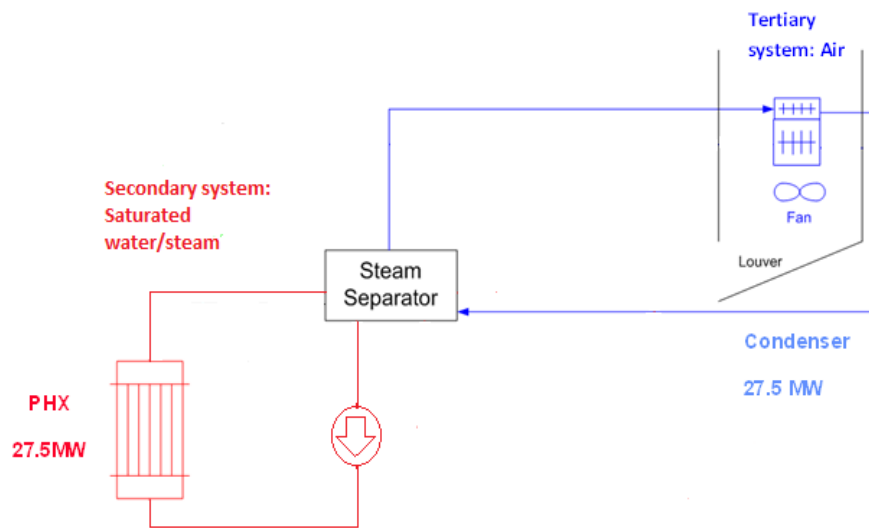 Tertiary
system: Air
Fan
Louver
Secondary system:
Saturated
water/steam
Steam
Separator
Condenser
27.5 MW
PHX
27.5MW